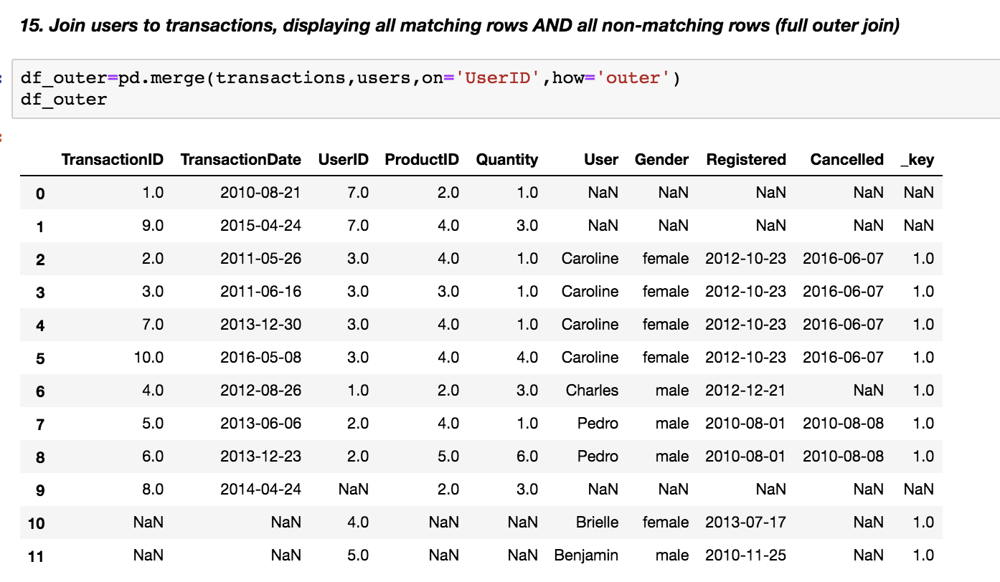 15. Join users to transactions, displaying all matching rows AND all non-matching rows (full outer join)
df_outer=pd.merge(transactions,users,on='UserID',how='outer')
df_outer
TransactionID TransactionDate UserID ProductID Quantity User Gender Registered Cancelled _key
0 1.0 2010-08-21 7.0 2.0 1.0 NaN NaN NaN NaN NaN
1 9.0 2015-04-24 7.0 4.0 3.0 NaN NaN NaN NaN NaN
2 2.0 2011-05-26 3.0 4.0 1.0 Caroline female 2012-10-23 2016-06-07 1.0
3 3.0 2011-06-16 3.0 3.0 1.0 Caroline female 2012-10-23 2016-06-07 1.0
4 7.0 2013-12-30 3.0 4.0 1.0 Caroline female 2012-10-23 2016-06-07 1.0
5 10.0 2016-05-08 3.0 4.0 4.0 Caroline female 2012-10-23 2016-06-07 1.0
6 4.0 2012-08-26 1.0 2.0 3.0 Charles male 2012-12-21 NaN 1.0
7 5.0 2013-06-06 2.0 4.0 1.0 Pedro male 2010-08-01 2010-08-08 1.0
8 6.0 2013-12-23 2.0 5.0 6.0 Pedro male 2010-08-01 2010-08-08 1.0
9 8.0 2014-04-24 NaN 2.0 3.0 NaN NaN NaN NaN NaN
10 NaN NaN 4.0 NaN NaN Brielle female 2013-07-17 NaN 1.0
11 NaN NaN 5.0 NaN NaN Benjamin male 2010-11-25 NaN 1.0